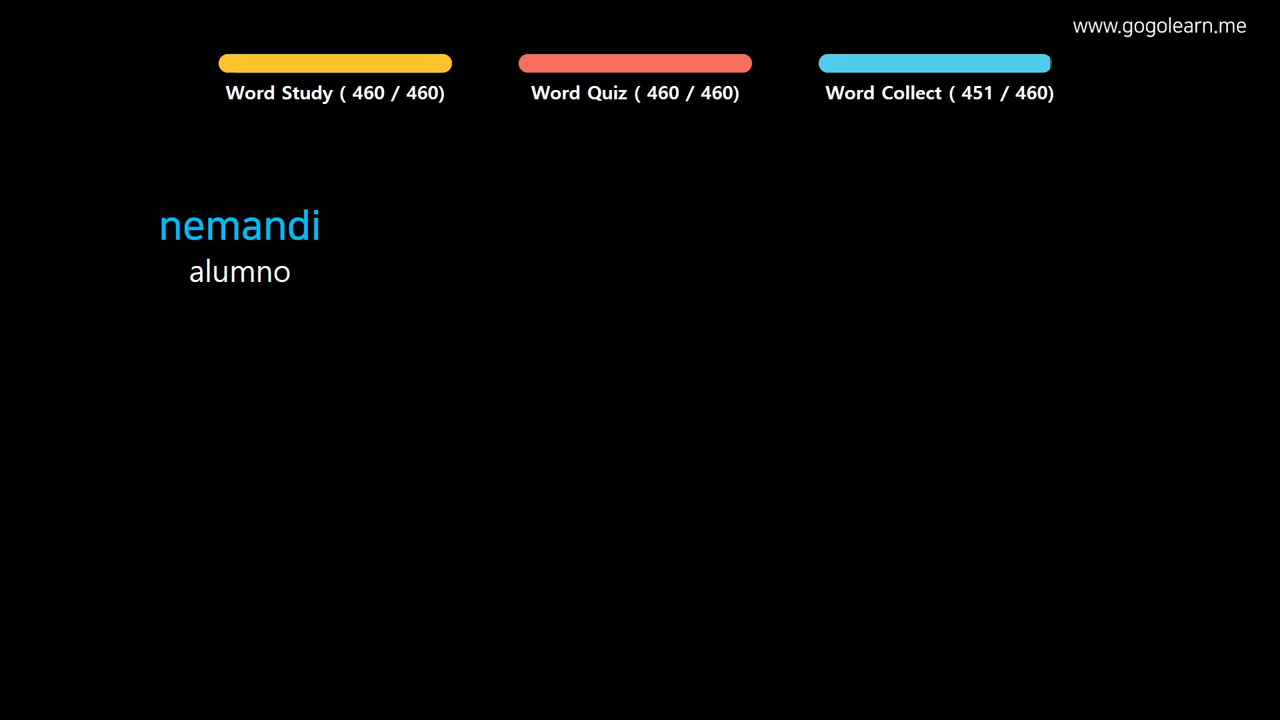 www.gogolearn.me
Word Study ( 460 / 460)
Word Quiz ( 460 / 460)
Word Collect ( 451 / 460)
nemandi
alumno